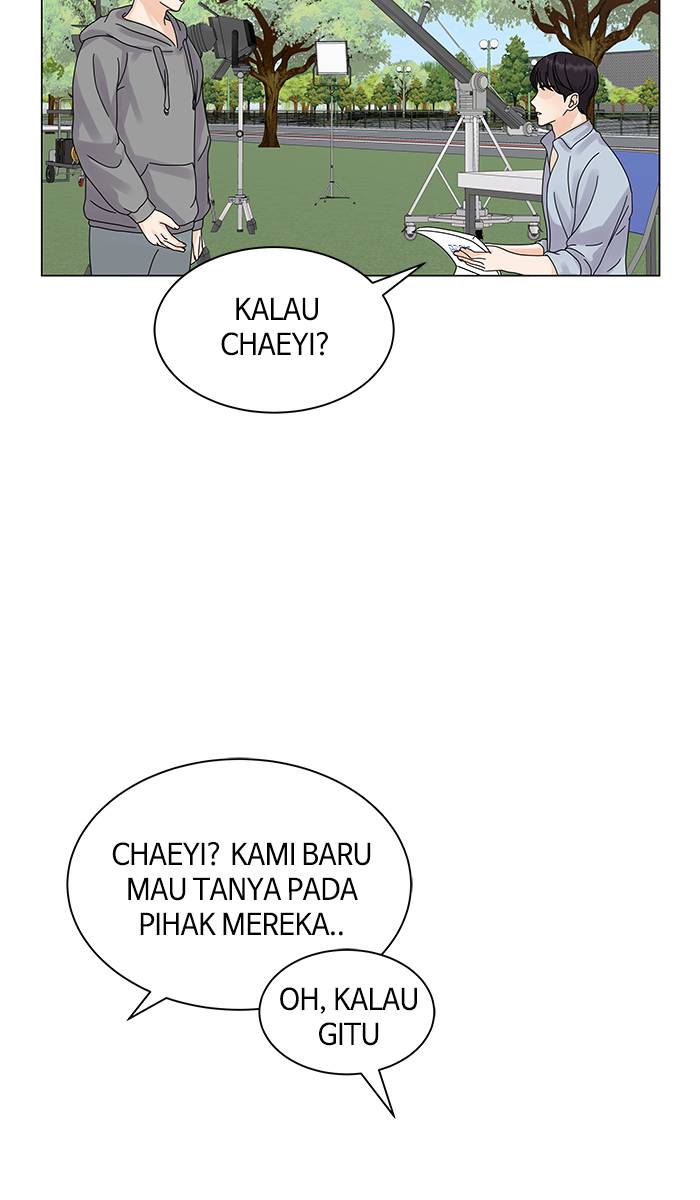 KALAU
CHAEYI?
CHAEYI? KAMI BARU
MAU TANYA PADA
PIHAK MEREKA..
OH, KALAU
GITU